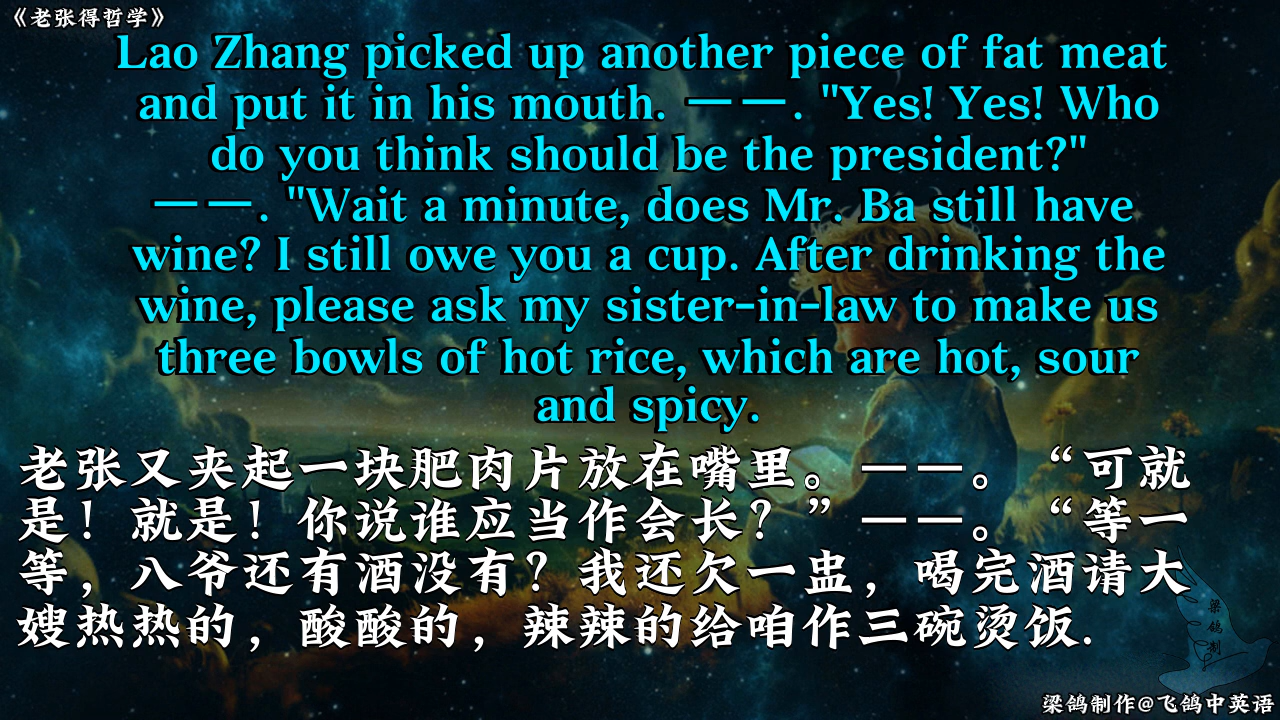 《老张得哲学》
Lao Zhang picked up another piece of fat meat
and put it in his mouth. ——. "Yes! Yes! Who
do you think should be the president?"
——. "Wait a minute, does Mr. Ba still have
wine? I still owe you a cup. After drinking the
wine, please ask my sister-in-law to make us
three bowls of hot rice, which are hot, sour
and spicy.
老张又夹起一块肥肉片放在嘴里。——。“可就
是！就是！你说谁应当作会长？”——。“等一
等，八爷还有酒没有？我还欠一盅，喝完酒请大
嫂热热的，酸酸的，辣辣的给咱作三碗烫饭.
梁鸽制
梁鸽制作@飞鸽中英语